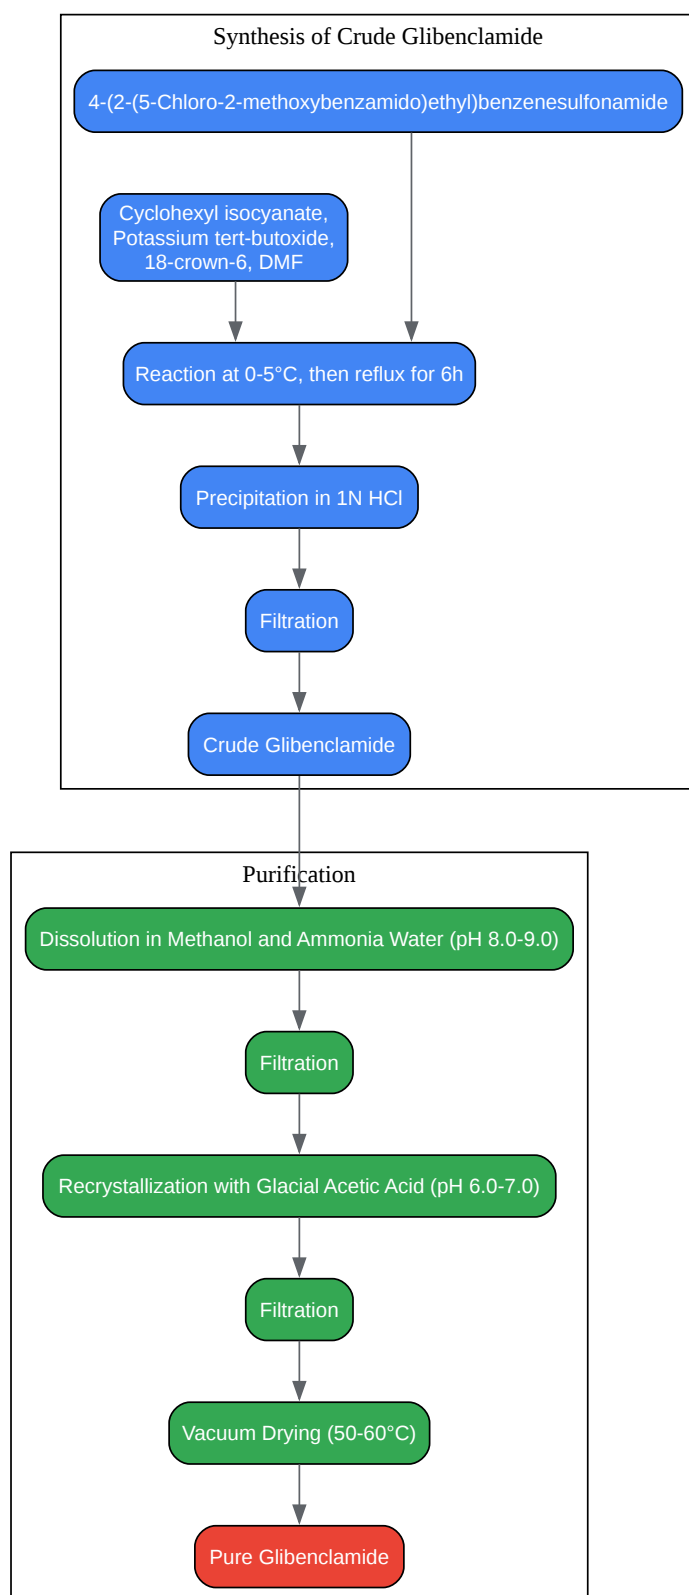 Synthesis of Crude Glibenclamide
4-(2-(5-Chloro-2-methoxybenzamido)ethyl)benzenesulfonamide
Cyclohexyl isocyanate,
Potassium tert-butoxide,
18-crown-6, DMF
Reaction at 0-5°C, then reflux for 6h
Precipitation in 1N HCl
Filtration
Crude Glibenclamide
Purification
Dissolution in Methanol and Ammonia Water (pH 8.0-9.0)
Filtration
Recrystallization with Glacial Acetic Acid (pH 6.0-7.0)
Filtration
Vacuum Drying (50-60°C)
Pure Glibenclamide